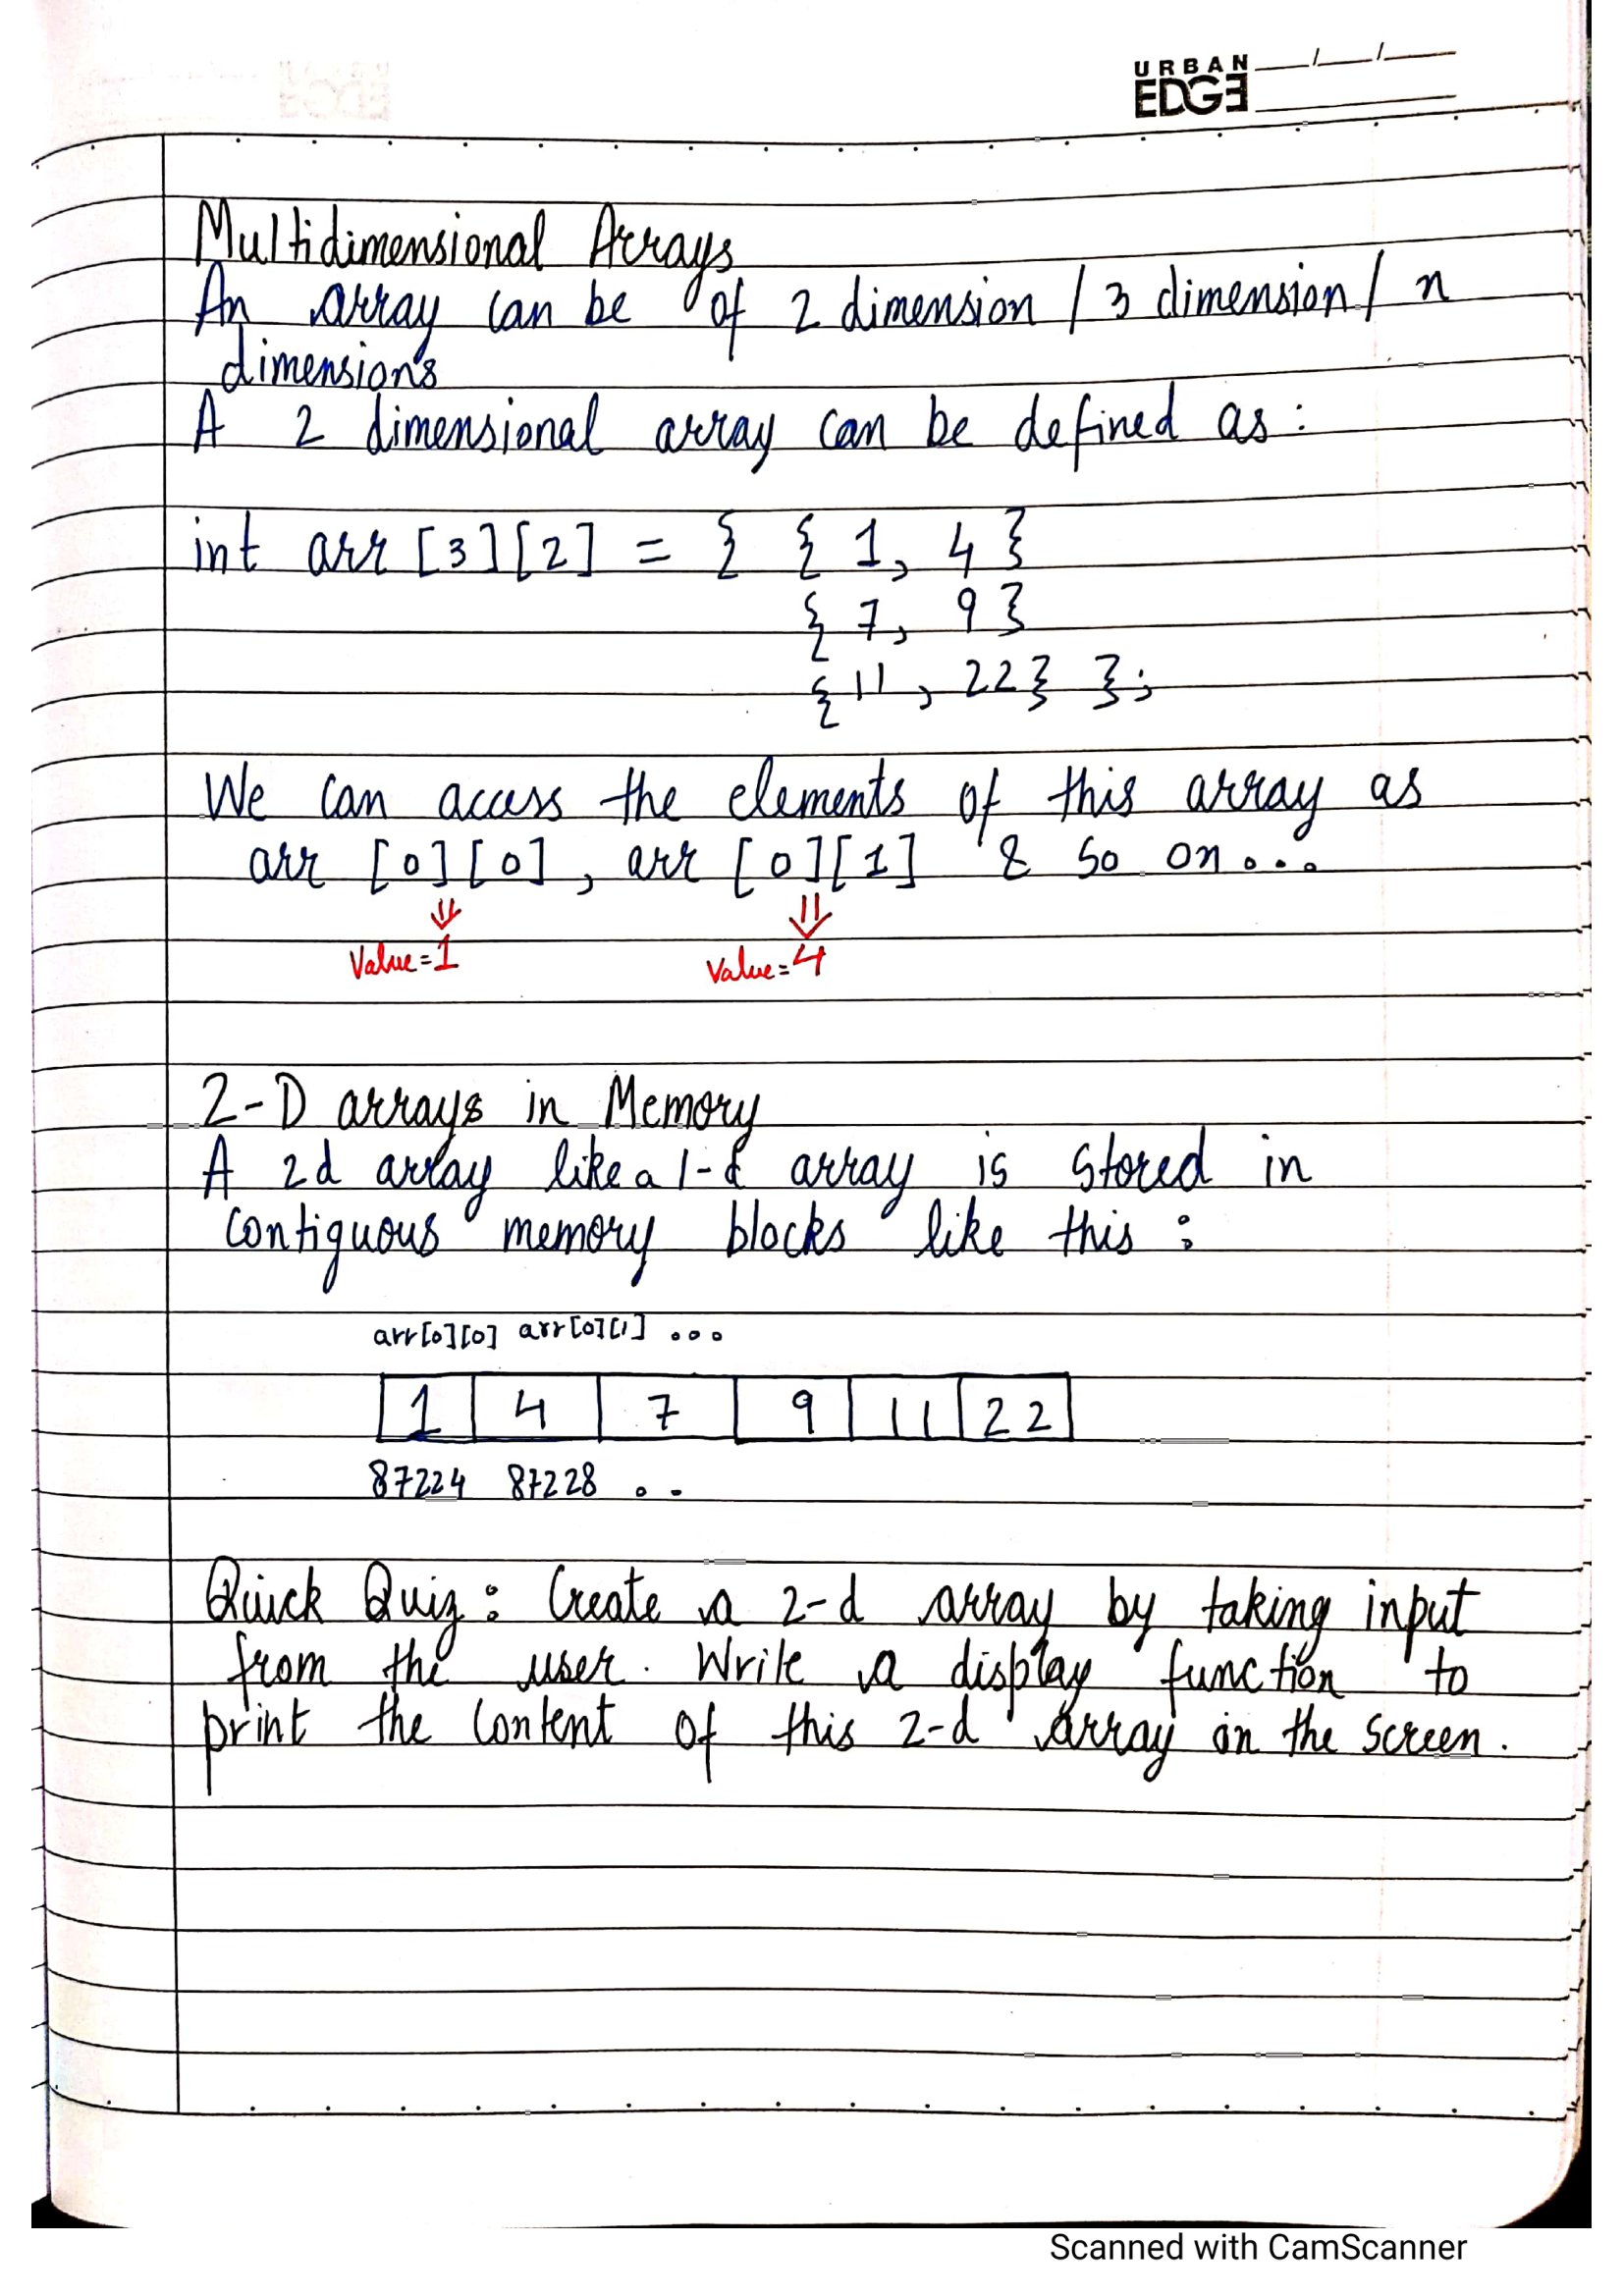 URBAN
EDGE
Multidimensional Arrays
An array can be of 2 dimension / 3 dimension / n
dimensions
A 2 dimensional array can be defined as :
int arr [3][2] = { { 1, 4 }
{ 7, 9 }
{ 11, 22 } };
We can access the elements of this array as
arr [0][0], arr [0][1] & so on...
Value = 1 Value = 4
2-D arrays in Memory
A 2d array like a 1-d array is stored in
contiguous memory blocks like this :
arr[0][0] arr[0][1] ...
1 4 7 9 11 22
87224 87228 ..
Quick Quiz : Create a 2-d array by taking input
from the user. Write a display function to
print the content of this 2-d array on the screen.
Scanned with CamScanner